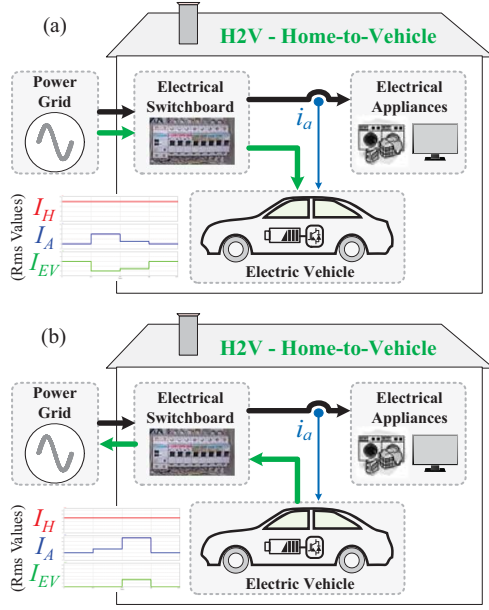 (a)
H2V - Home-to-Vehicle
Power
Grid
Electrical
Switchboard
Electrical
Appliances
i_a
(Rms Values)
I_H
I_A
I_EV
Electric Vehicle
(b)
H2V - Home-to-Vehicle
Power
Grid
Electrical
Switchboard
Electrical
Appliances
i_a
(Rms Values)
I_H
I_A
I_EV
Electric Vehicle